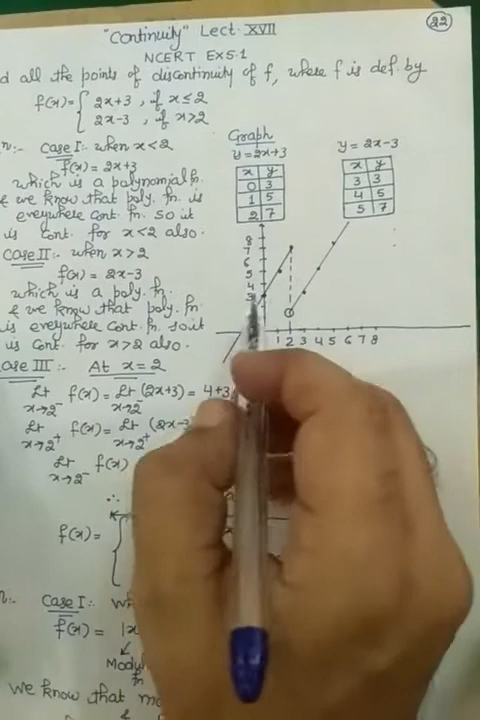 22
"Continuity" Lect. XVII
NCERT EX 5.1
d all the points of discontinuity of f, where f is def. by
f(x) = { 2x+3 , if x ≤ 2
2x-3 , if x>2
n:- Case I:- when x<2
f(x) = 2x+3
which is a polynomial fn.
& we know that poly. fn. is
everywhere cont. fn. so it
is cont. for x<2 also.
Case II:- when x>2
f(x) = 2x-3
which is a poly. fn.
& we know that poly. fn
is everywhere cont. fn. so it
is cont. for x>2 also.
ase III:- At x=2
Lt x→2⁻ f(x) = Lt x→2⁻ (2x+3) = 4+3
Lt x→2⁺ f(x) = Lt x→2⁺ (2x-3
Lt x→2⁻ f(x)
∴
f(x) = {
n:- Case I:- wh
f(x) = |x
Modul
fn
we know that mo
&
Graph
y = 2x+3
x y
0 3
1 5
2 7
y = 2x-3
x y
3 3
4 5
5 7
8
7
6
5
4
3
1 2 3 4 5 6 7 8